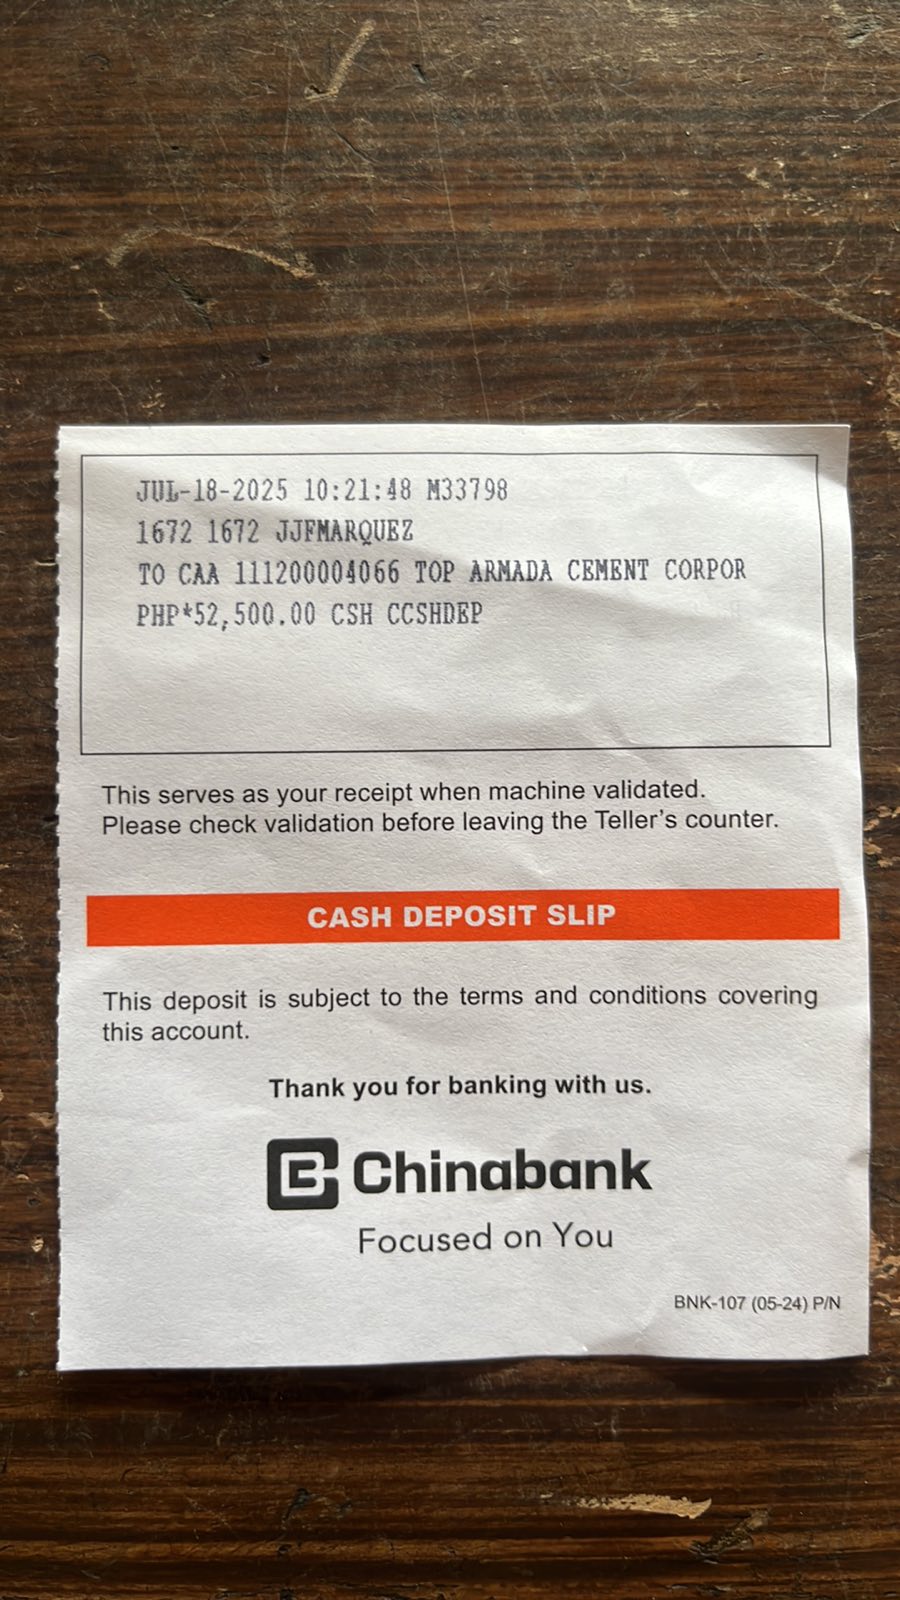 JUL-18-2025 10:21:48 M33798
1672 1672 JJFMARQUEZ
TO CAA 111200004066 TOP ARMADA CEMENT CORPOR
PHP*52,500.00 CSH CCSHDEP
This serves as your receipt when machine validated.
Please check validation before leaving the Teller's counter.
CASH DEPOSIT SLIP
This deposit is subject to the terms and conditions covering
this account.
Thank you for banking with us.
Chinabank
Focused on You
BNK-107 (05-24) P/N